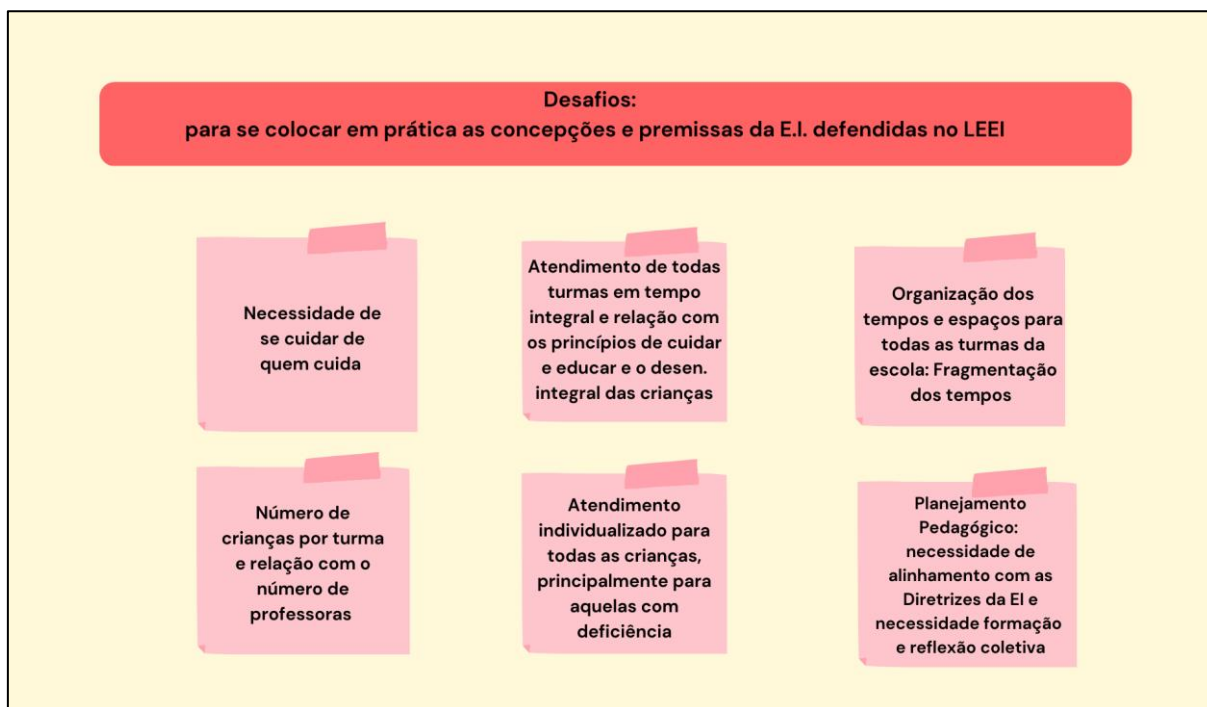 Desafios:
para se colocar em prática as concepções e premissas da E.I. defendidas no LEEI
Necessidade de
se cuidar de
quem cuida
Atendimento de todas
turmas em tempo
integral e relação com
os princípios de cuidar
e educar e o desen.
integral das crianças
Organização dos
tempos e espaços para
todas as turmas da
escola: Fragmentação
dos tempos
Número de
crianças por turma
e relação com o
número de
professoras
Atendimento
individualizado para
todas as crianças,
principalmente para
aquelas com
deficiência
Planejamento
Pedagógico:
necessidade de
alinhamento com as
Diretrizes da EI e
necessidade formação
e reflexão coletiva